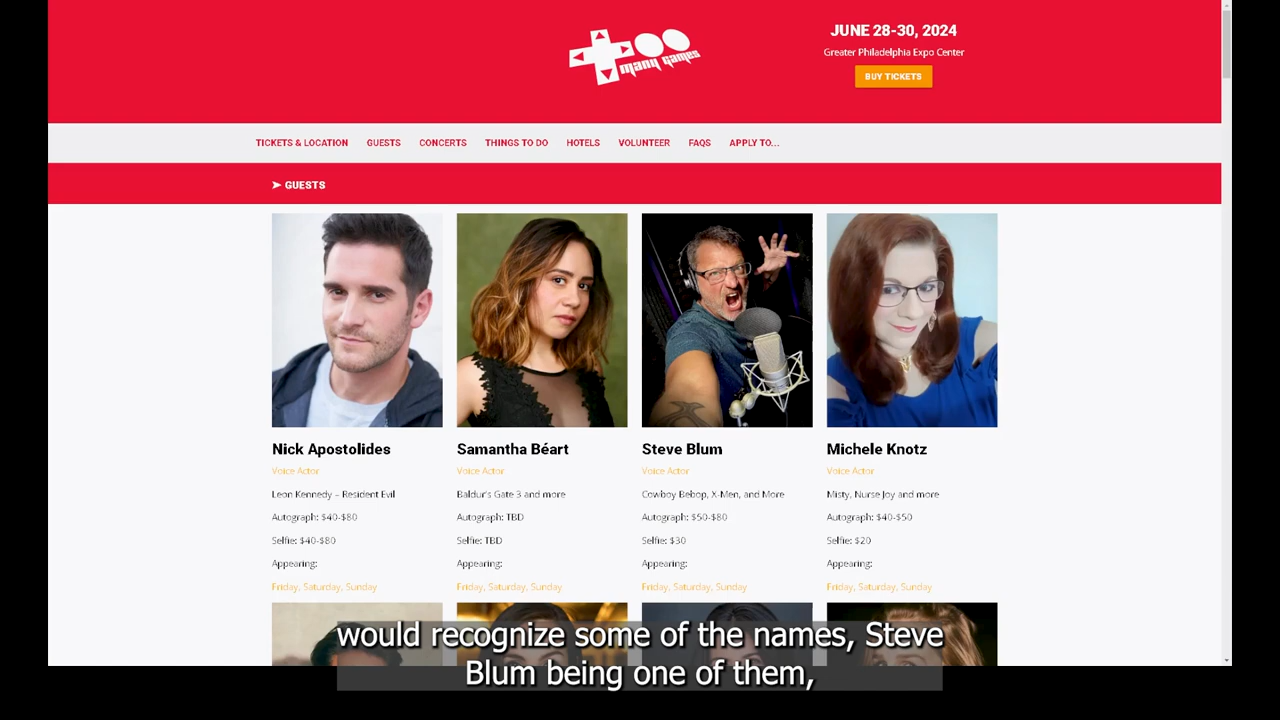 many games
JUNE 28-30, 2024
Greater Philadelphia Expo Center
BUY TICKETS
TICKETS & LOCATION GUESTS CONCERTS THINGS TO DO HOTELS VOLUNTEER FAQS APPLY TO...
➤ GUESTS
Nick Apostolides
Voice Actor
Leon Kennedy – Resident Evil
Autograph: $40-$80
Selfie: $40-$80
Appearing:
Friday, Saturday, Sunday
Samantha Béart
Voice Actor
Baldur's Gate 3 and more
Autograph: TBD
Selfie: TBD
Appearing:
Friday, Saturday, Sunday
Steve Blum
Voice Actor
Cowboy Bebop, X-Men, and More
Autograph: $50-$80
Selfie: $30
Appearing:
Friday, Saturday, Sunday
Michele Knotz
Voice Actor
Misty, Nurse Joy and more
Autograph: $40-$50
Selfie: $20
Appearing:
Friday, Saturday, Sunday
would recognize some of the names, Steve
Blum being one of them,